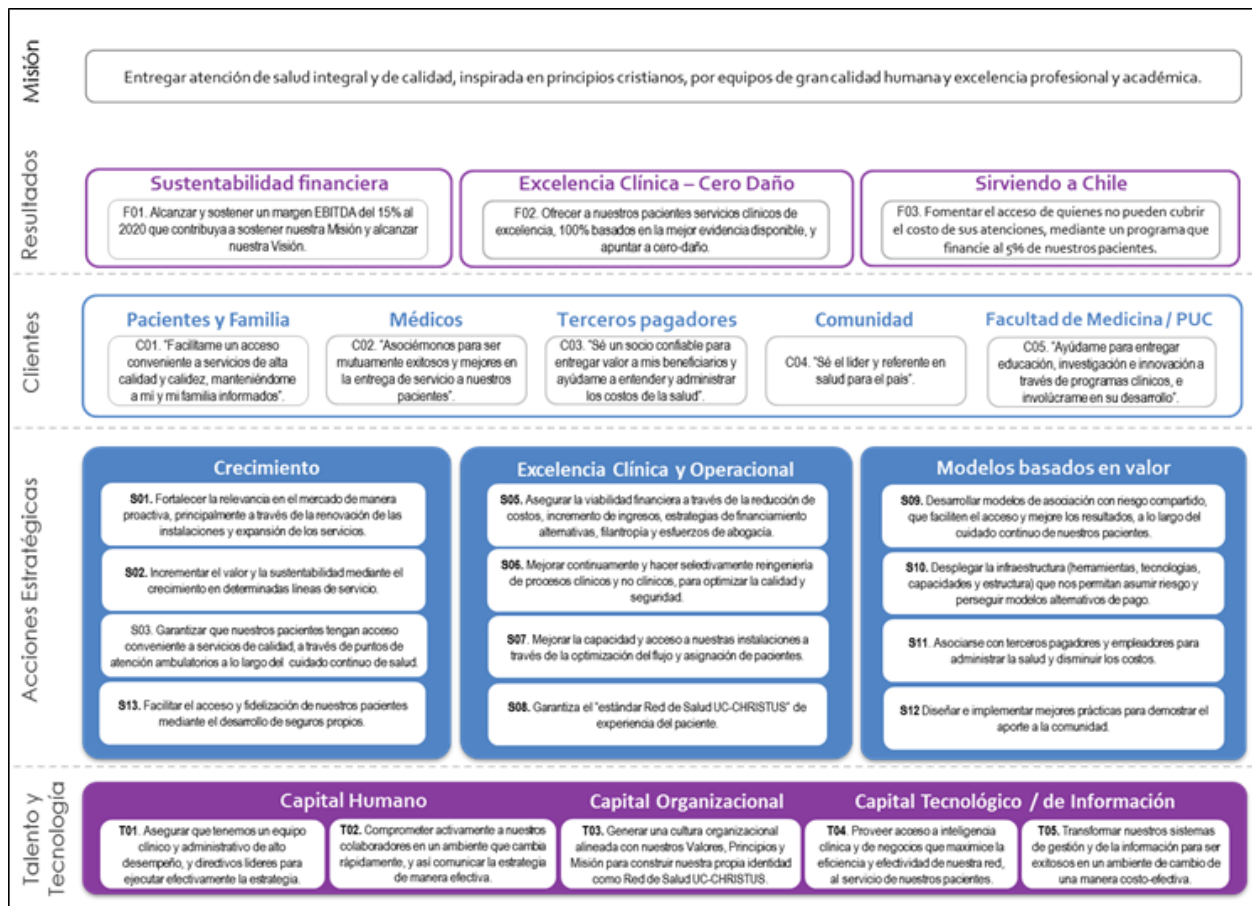 Misión
Entregar atención de salud integral y de calidad, inspirada en principios cristianos, por equipos de gran calidad humana y excelencia profesional y académica.
Resultados
Sustentabilidad financiera
F01. Alcanzar y sostener un margen EBITDA del 15% al
2020 que contribuya a sostener nuestra Misión y alcanzar
nuestra Visión.
Excelencia Clínica – Cero Daño
F02. Ofrecer a nuestros pacientes servicios clínicos de
excelencia, 100% basados en la mejor evidencia disponible, y
apuntar a cero-daño.
Sirviendo a Chile
F03. Fomentar el acceso de quienes no pueden cubrir
el costo de sus atenciones, mediante un programa que
financie al 5% de nuestros pacientes.
Clientes
Pacientes y Familia
C01. "Facilítame un acceso
conveniente a servicios de alta
calidad y calidez, manteniéndome
a mi y mi familia informados".
Médicos
C02. "Asociémonos para ser
mutuamente exitosos y mejores en
la entrega de servicio a nuestros
pacientes".
Terceros pagadores
C03. "Sé un socio confiable para
entregar valor a mis beneficiarios y
ayúdame a entender y administrar
los costos de la salud".
Comunidad
C04. "Sé el líder y referente en
salud para el país".
Facultad de Medicina / PUC
C05. "Ayúdame para entregar
educación, investigación e innovación a
través de programas clínicos, e
involúcrame en su desarrollo".
Acciones Estratégicas
Crecimiento
S01. Fortalecer la relevancia en el mercado de manera
proactiva, principalmente a través de la renovación de las
instalaciones y expansión de los servicios.
S02. Incrementar el valor y la sustentabilidad mediante el
crecimiento en determinadas líneas de servicio.
S03. Garantizar que nuestros pacientes tengan acceso
conveniente a servicios de calidad, a través de puntos de
atención ambulatorios a lo largo del cuidado continuo de salud.
S13. Facilitar el acceso y fidelización de nuestros pacientes
mediante el desarrollo de seguros propios.
Excelencia Clínica y Operacional
S05. Asegurar la viabilidad financiera a través de la reducción de
costos, incremento de ingresos, estrategias de financiamiento
alternativas, filantropía y esfuerzos de abogacía.
S06. Mejorar continuamente y hacer selectivamente reingeniería
de procesos clínicos y no clínicos, para optimizar la calidad y
seguridad.
S07. Mejorar la capacidad y acceso a nuestras instalaciones a
través de la optimización del flujo y asignación de pacientes.
S08. Garantiza el "estándar Red de Salud UC-CHRISTUS" de
experiencia del paciente.
Modelos basados en valor
S09. Desarrollar modelos de asociación con riesgo compartido,
que faciliten el acceso y mejore los resultados, a lo largo del
cuidado continuo de nuestros pacientes.
S10. Desplegar la infraestructura (herramientas, tecnologías,
capacidades y estructura) que nos permitan asumir riesgo y
perseguir modelos alternativos de pago.
S11. Asociarse con terceros pagadores y empleadores para
administrar la salud y disminuir los costos.
S12 Diseñar e implementar mejores prácticas para demostrar el
aporte a la comunidad.
Talento y
Tecnología
Capital Humano
T01. Asegurar que tenemos un equipo
clínico y administrativo de alto
desempeño, y directivos líderes para
ejecutar efectivamente la estrategia.
T02. Comprometer activamente a nuestros
colaboradores en un ambiente que cambia
rápidamente, y así comunicar la estrategia
de manera efectiva.
Capital Organizacional
T03. Generar una cultura organizacional
alineada con nuestros Valores, Principios y
Misión para construir nuestra propia identidad
como Red de Salud UC-CHRISTUS.
Capital Tecnológico / de Información
T04. Proveer acceso a inteligencia
clínica y de negocios que maximice la
eficiencia y efectividad de nuestra red,
al servicio de nuestros pacientes.
T05. Transformar nuestros sistemas
de gestión y de la información para ser
exitosos en un ambiente de cambio de
una manera costo-efectiva.